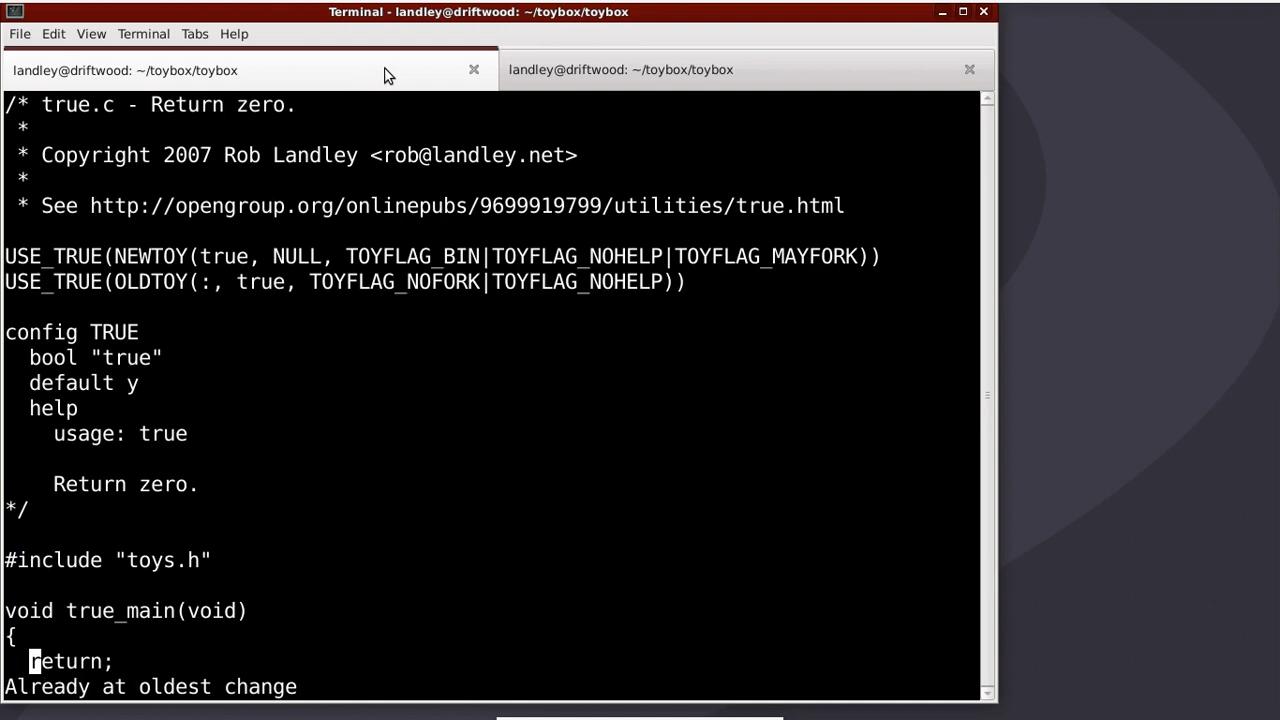 Terminal - landley@driftwood: ~/toybox/toybox
File Edit View Terminal Tabs Help
landley@driftwood: ~/toybox/toybox landley@driftwood: ~/toybox/toybox
/* true.c - Return zero.
 *
 * Copyright 2007 Rob Landley <rob@landley.net>
 *
 * See http://opengroup.org/onlinepubs/9699919799/utilities/true.html

USE_TRUE(NEWTOY(true, NULL, TOYFLAG_BIN|TOYFLAG_NOHELP|TOYFLAG_MAYFORK))
USE_TRUE(OLDTOY(:, true, TOYFLAG_NOFORK|TOYFLAG_NOHELP))

config TRUE
  bool "true"
  default y
  help
    usage: true

    Return zero.
*/

#include "toys.h"

void true_main(void)
{
  return;
Already at oldest change